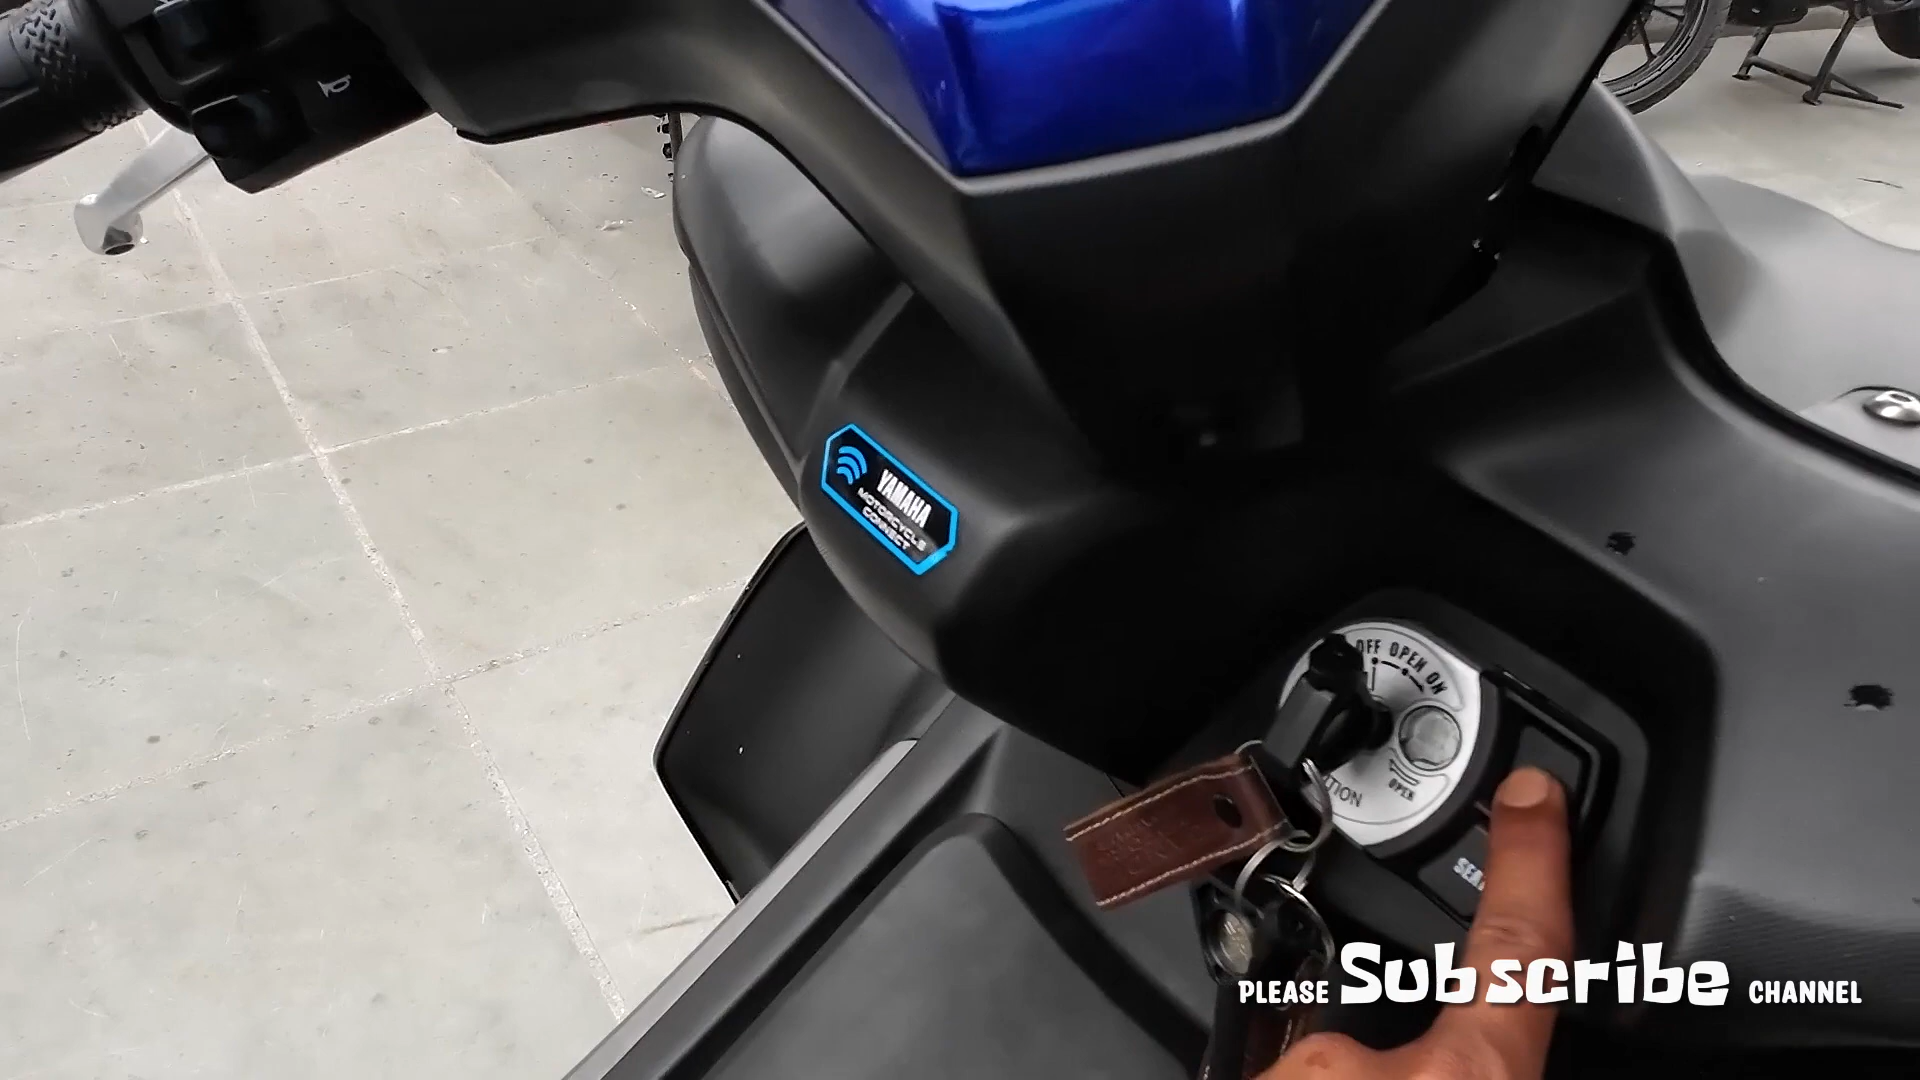 YAMAHA
MOTORCYCLE
CONNECT
OFF OPEN ON
OPEN
PLEASE Subscribe CHANNEL